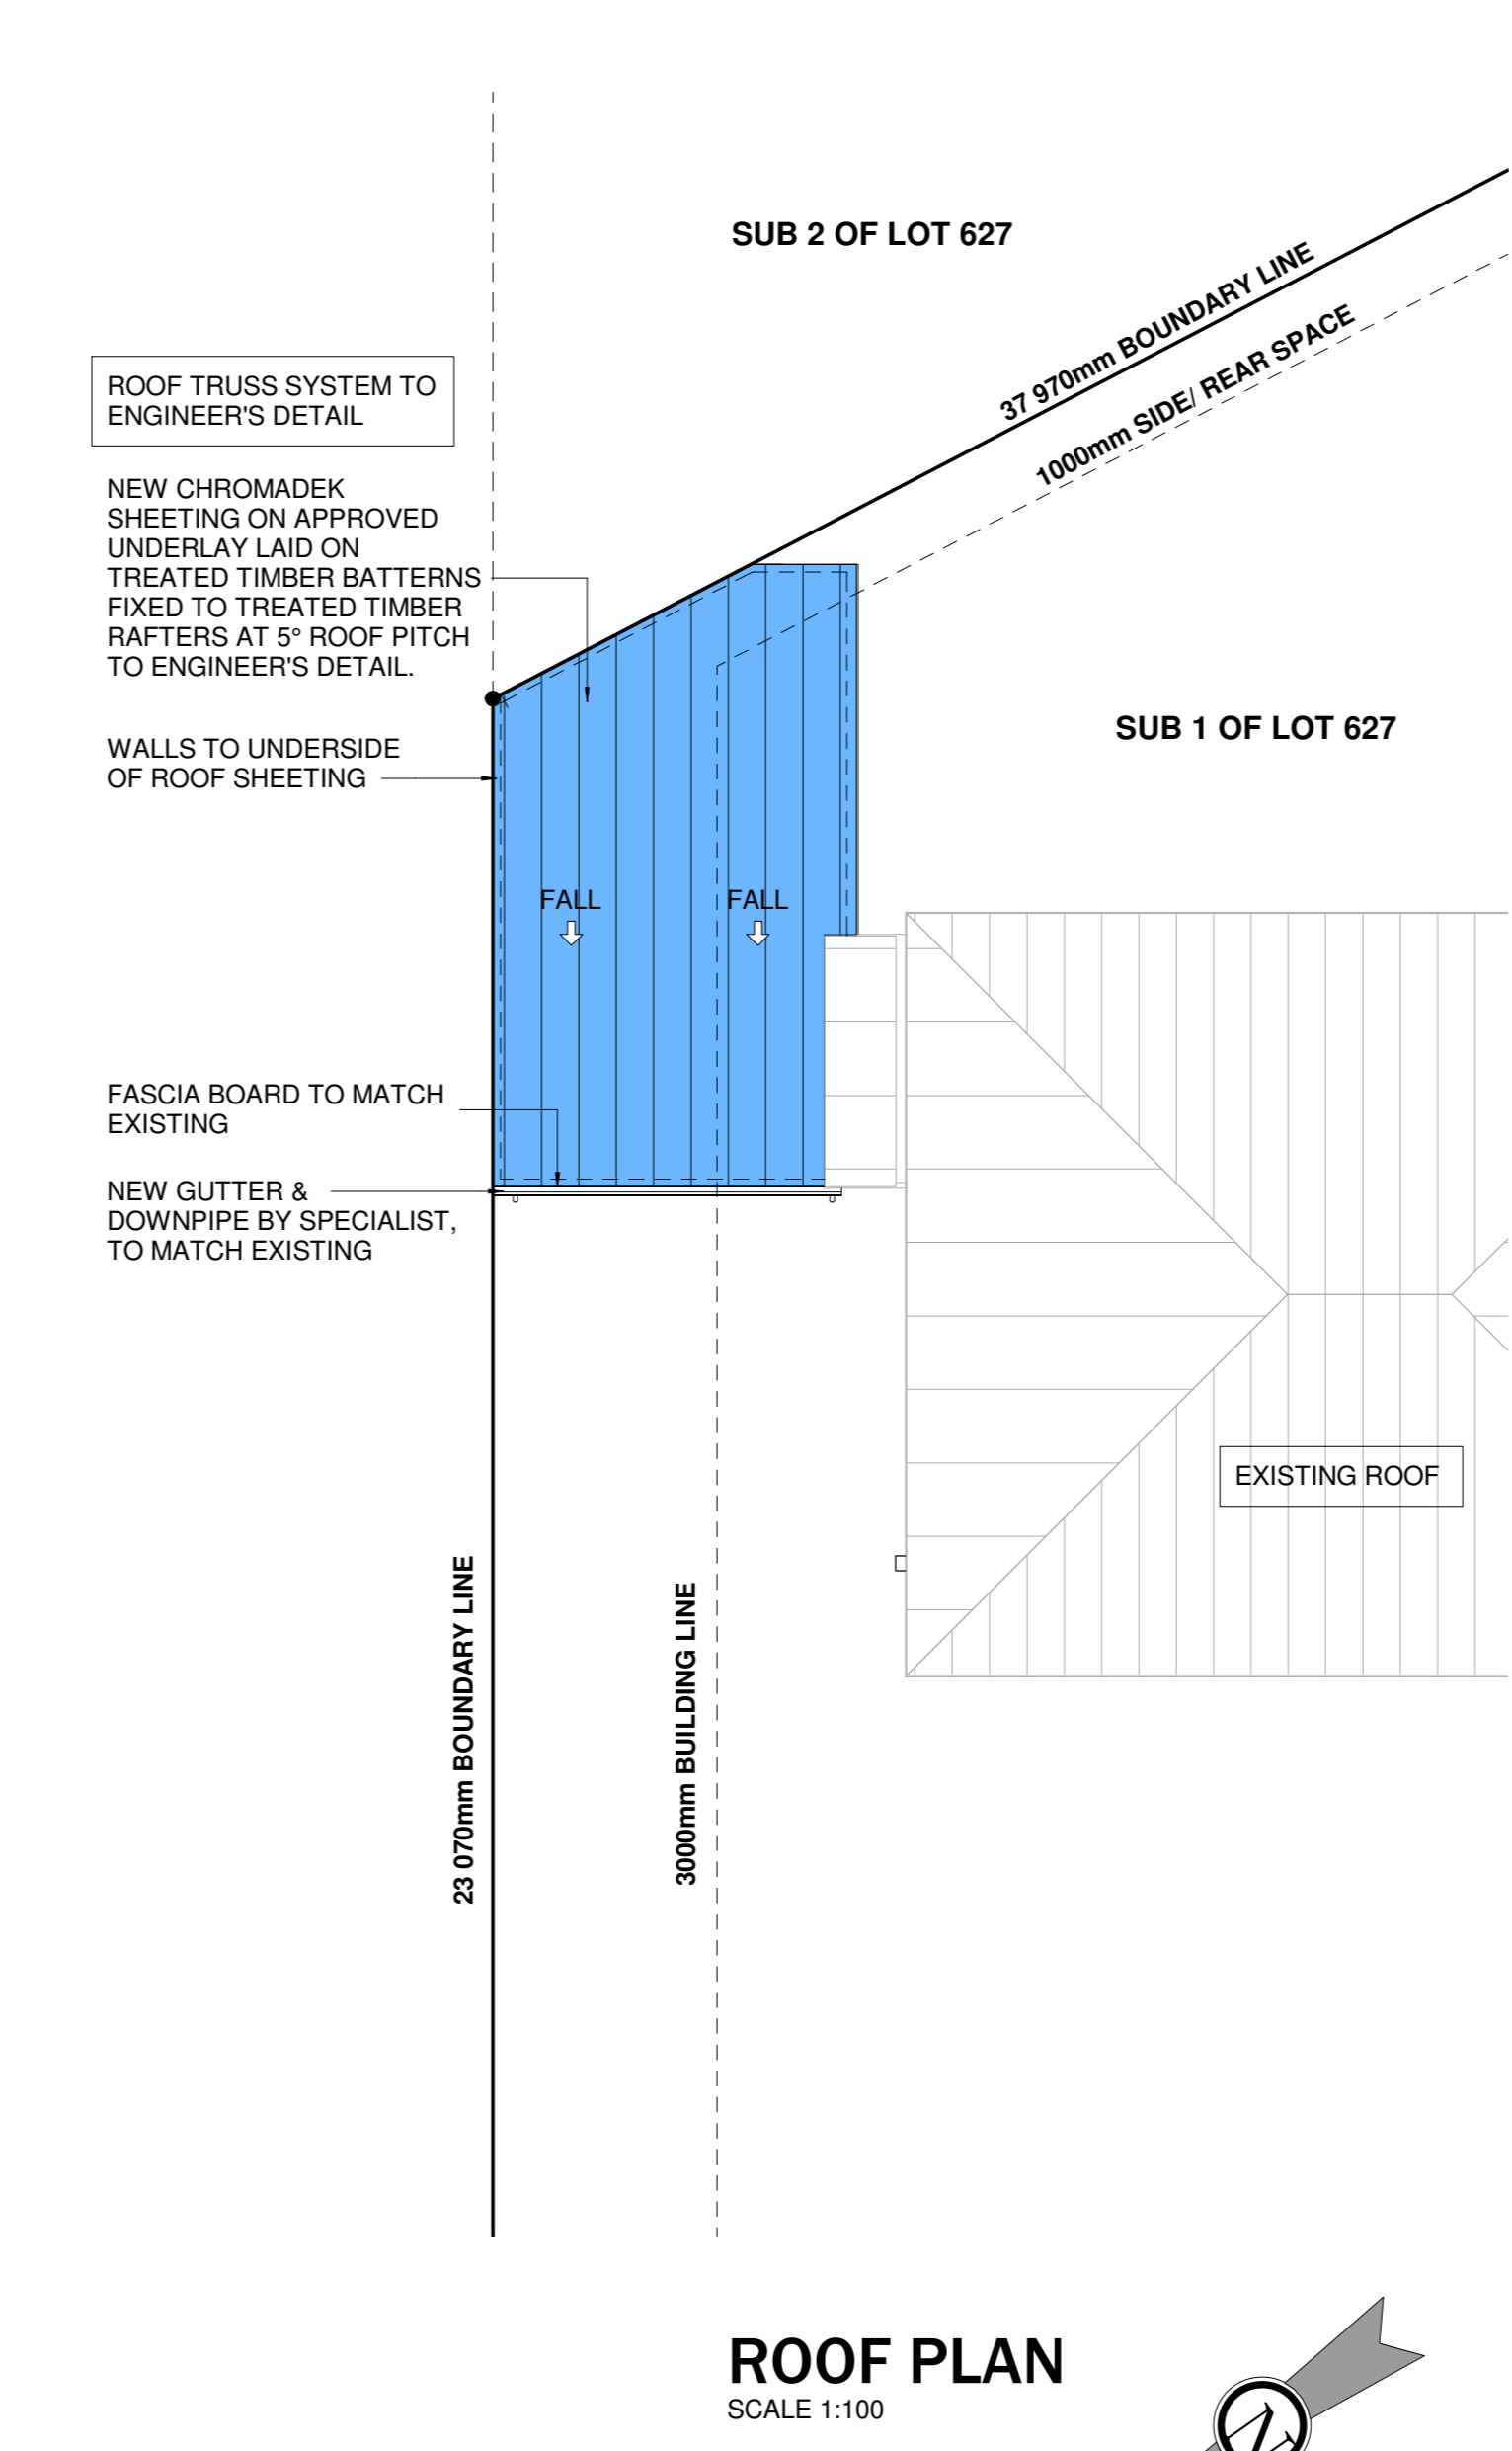 SUB 2 OF LOT 627
37 970mm BOUNDARY LINE
1000mm SIDE/ REAR SPACE
ROOF TRUSS SYSTEM TO
ENGINEER'S DETAIL
NEW CHROMADEK
SHEETING ON APPROVED
UNDERLAY LAID ON
TREATED TIMBER BATTERNS
FIXED TO TREATED TIMBER
RAFTERS AT 5° ROOF PITCH
TO ENGINEER'S DETAIL.
SUB 1 OF LOT 627
WALLS TO UNDERSIDE
OF ROOF SHEETING
FALL
FALL
FASCIA BOARD TO MATCH
EXISTING
NEW GUTTER &
DOWNPIPE BY SPECIALIST,
TO MATCH EXISTING
EXISTING ROOF
23 070mm BOUNDARY LINE
3000mm BUILDING LINE
ROOF PLAN
SCALE 1:100
N